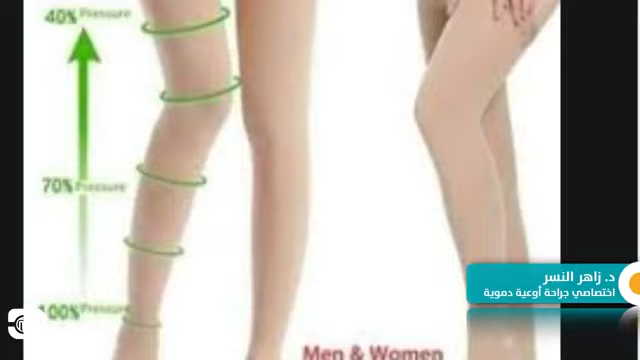 40% Pressure
70% Pressure
100% Pressure
Men & Women
د. زاهر النسر
اختصاصي جراحة أوعية دموية